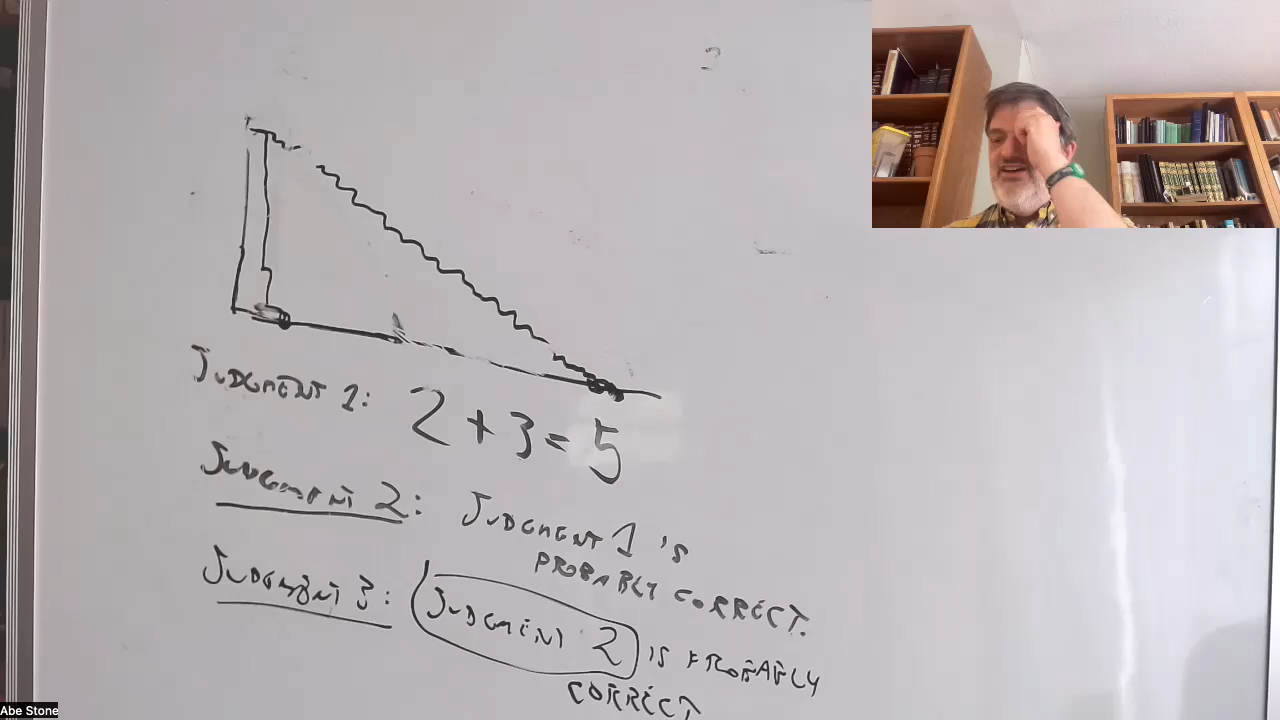 JUDGMENT 1: 2 + 3 = 5
JUDGMENT 2: JUDGMENT 1 IS
PROBABLY CORRECT.
JUDGMENT 3: JUDGMENT 2 IS PROBABLY
CORRECT
Abe Stone